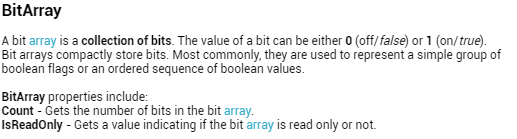 BitArray
A bit array is a collection of bits. The value of a bit can be either 0 (off/false) or 1 (on/true).
Bit arrays compactly store bits. Most commonly, they are used to represent a simple group of
boolean flags or an ordered sequence of boolean values.
BitArray properties include:
Count - Gets the number of bits in the bit array.
IsReadOnly - Gets a value indicating if the bit array is read only or not.